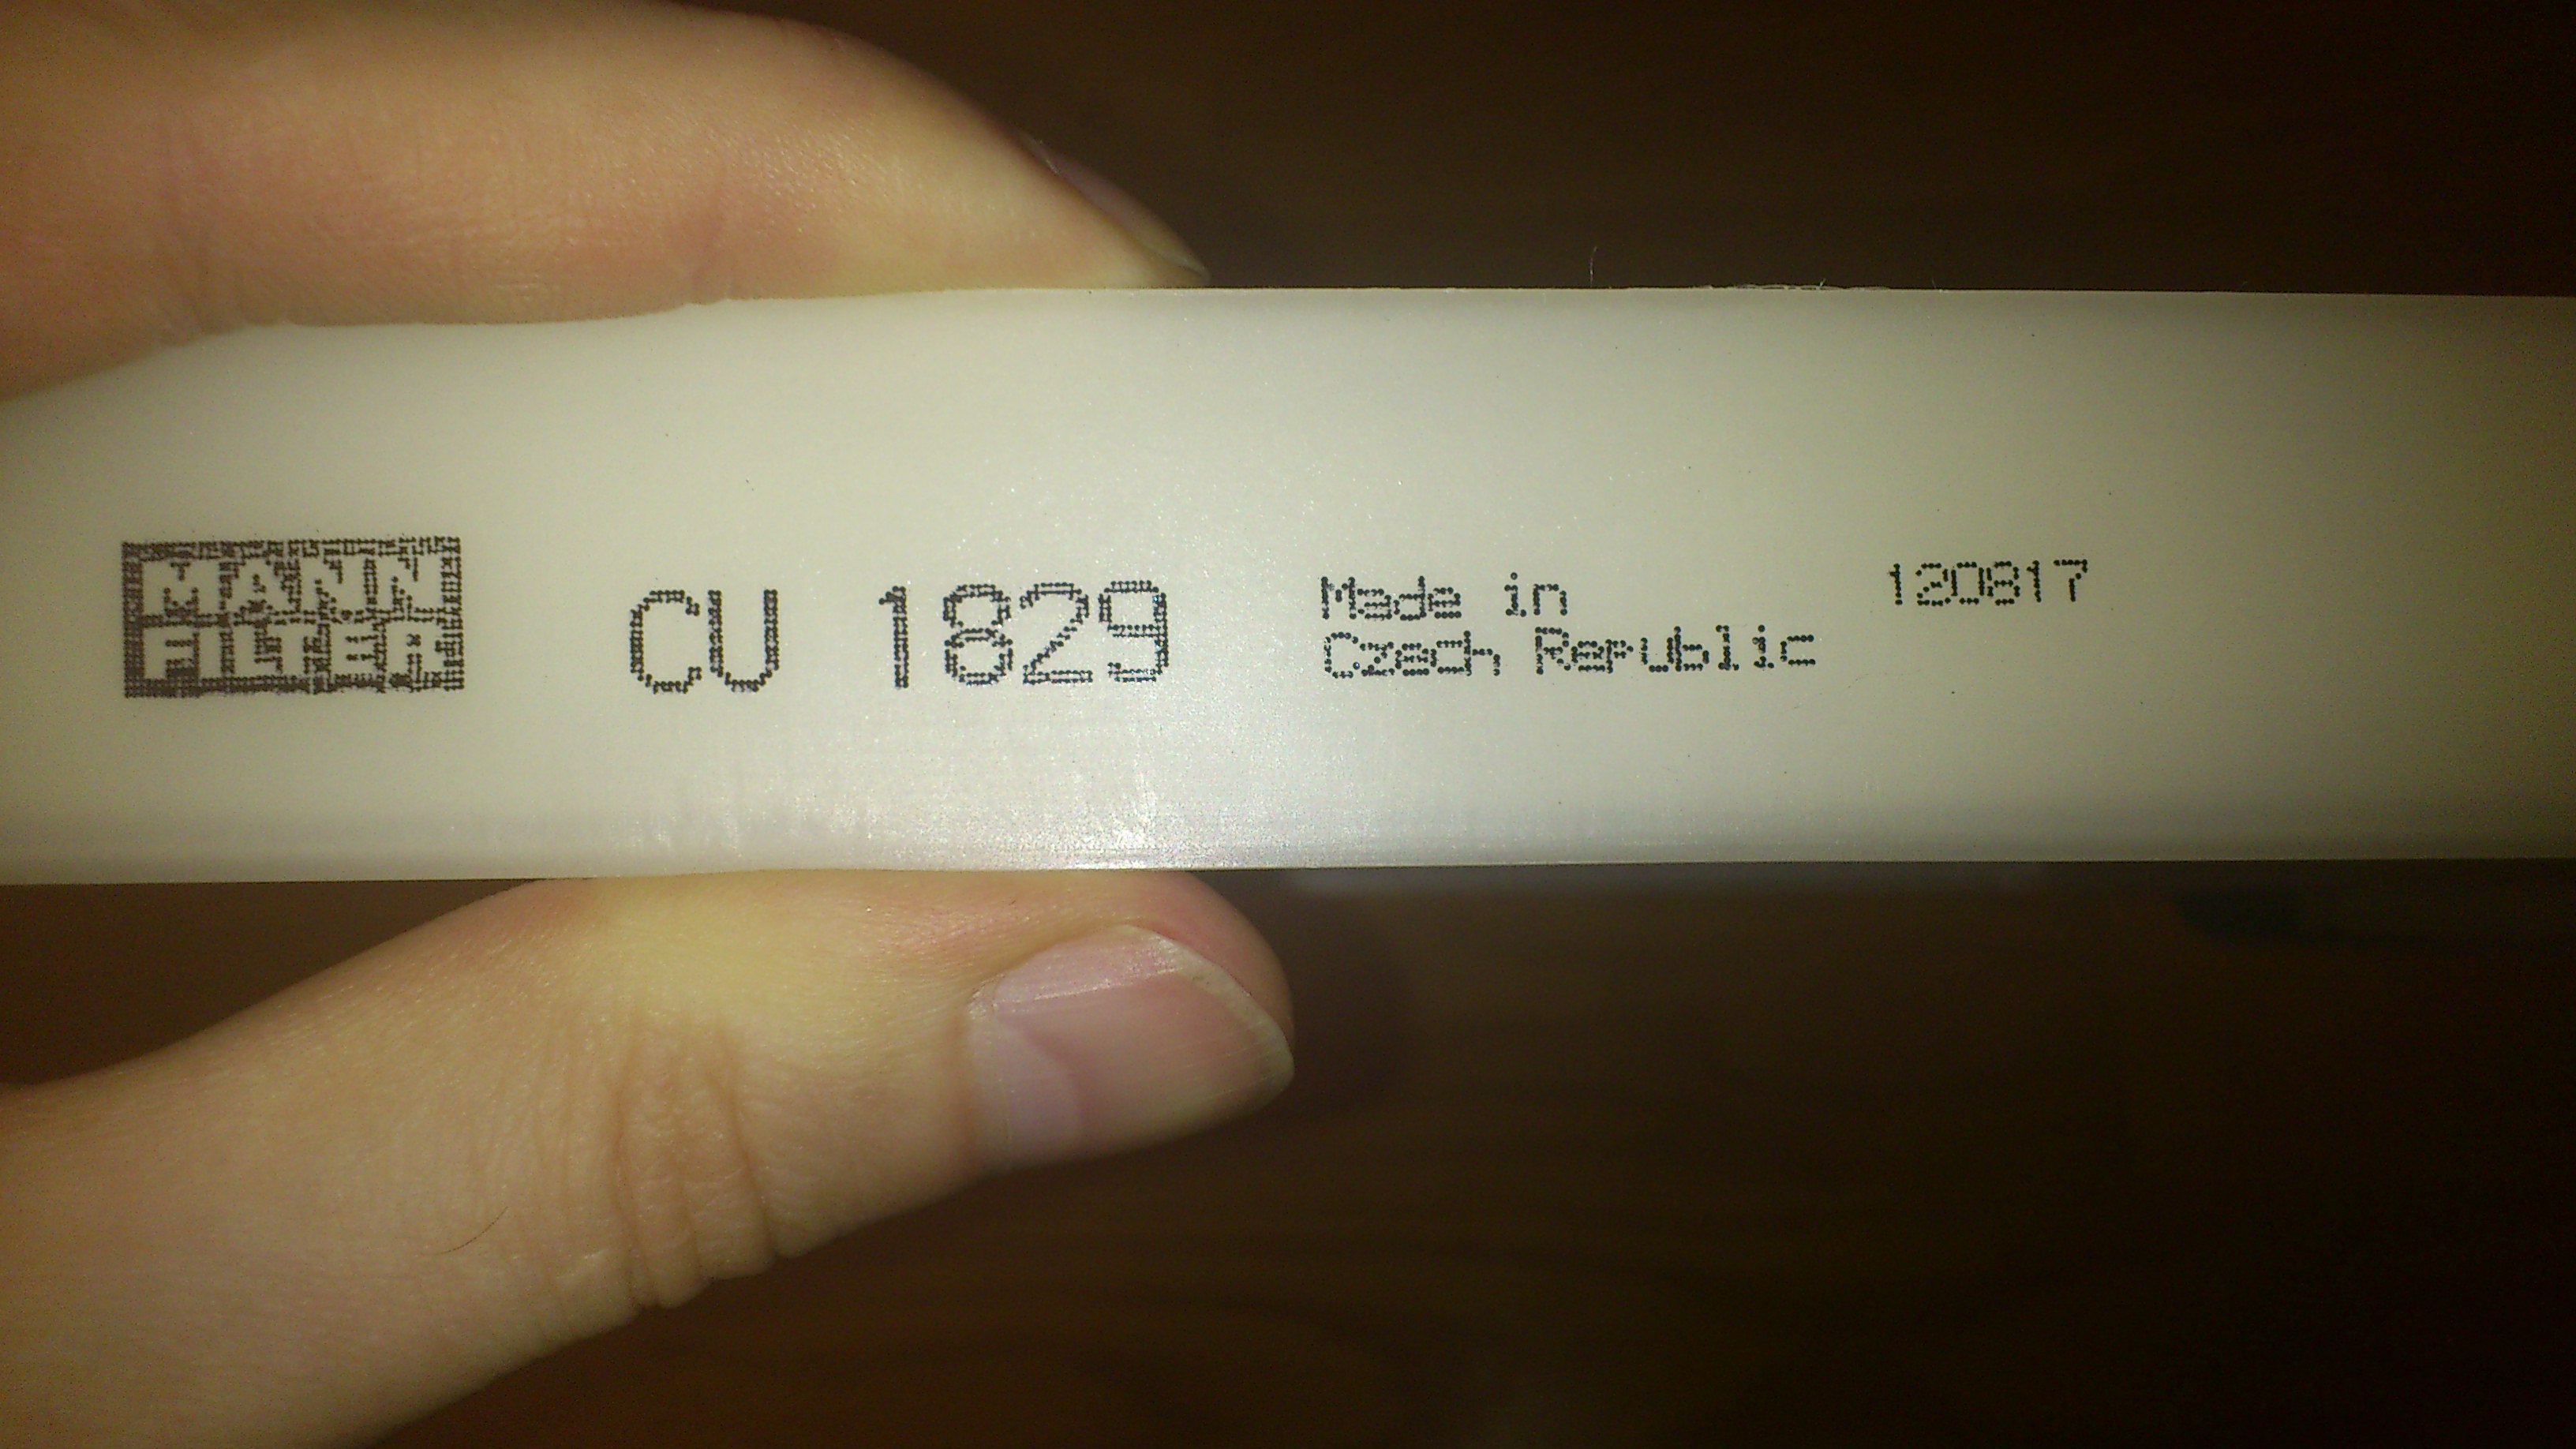 MANN
FILTER
CU 1829
Made in
Czech Republic
120817